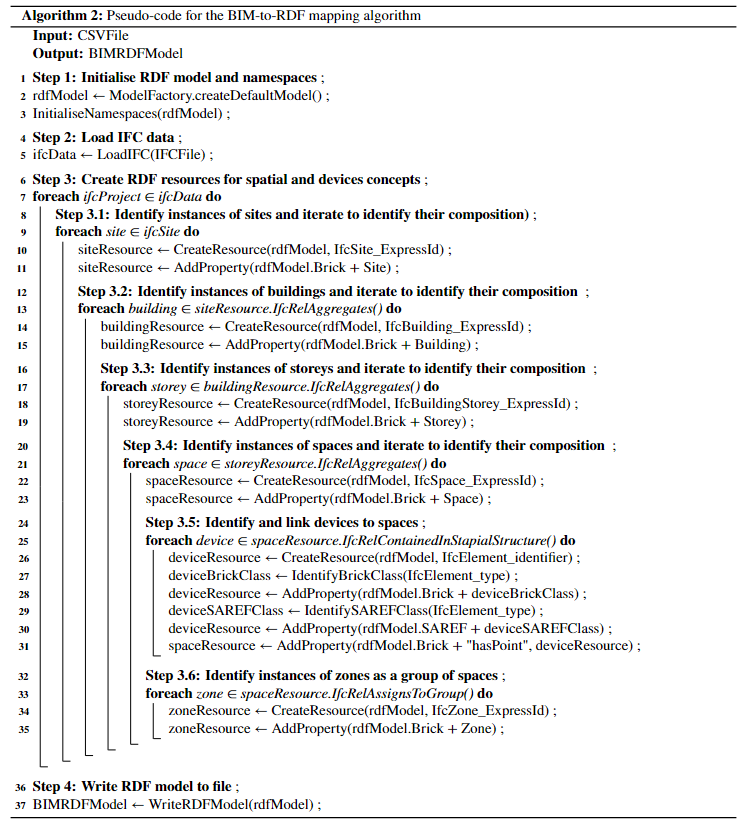 Algorithm 2: Pseudo-code for the BIM-to-RDF mapping algorithm
Input: CSVFile
Output: BIMRDFModel
1 Step 1: Initialise RDF model and namespaces ;
2 rdfModel ← ModelFactory.createDefaultModel() ;
3 InitialiseNamespaces(rdfModel) ;
4 Step 2: Load IFC data ;
5 ifcData ← LoadIFC(IFCFile) ;
6 Step 3: Create RDF resources for spatial and devices concepts ;
7 foreach ifcProject ∈ ifcData do
8 Step 3.1: Identify instances of sites and iterate to identify their composition) ;
9 foreach site ∈ ifcSite do
10 siteResource ← CreateResource(rdfModel, IfcSite_ExpressId) ;
11 siteResource ← AddProperty(rdfModel.Brick + Site) ;
12 Step 3.2: Identify instances of buildings and iterate to identify their composition ;
13 foreach building ∈ siteResource.IfcRelAggregates() do
14 buildingResource ← CreateResource(rdfModel, IfcBuilding_ExpressId) ;
15 buildingResource ← AddProperty(rdfModel.Brick + Building) ;
16 Step 3.3: Identify instances of storeys and iterate to identify their composition ;
17 foreach storey ∈ buildingResource.IfcRelAggregates() do
18 storeyResource ← CreateResource(rdfModel, IfcBuildingStorey_ExpressId) ;
19 storeyResource ← AddProperty(rdfModel.Brick + Storey) ;
20 Step 3.4: Identify instances of spaces and iterate to identify their composition ;
21 foreach space ∈ storeyResource.IfcRelAggregates() do
22 spaceResource ← CreateResource(rdfModel, IfcSpace_ExpressId) ;
23 spaceResource ← AddProperty(rdfModel.Brick + Space) ;
24 Step 3.5: Identify and link devices to spaces ;
25 foreach device ∈ spaceResource.IfcRelContainedInStapialStructure() do
26 deviceResource ← CreateResource(rdfModel, IfcElement_identifier) ;
27 deviceBrickClass ← IdentifyBrickClass(IfcElement_type) ;
28 deviceResource ← AddProperty(rdfModel.Brick + deviceBrickClass) ;
29 deviceSAREFClass ← IdentifySAREFClass(IfcElement_type) ;
30 deviceResource ← AddProperty(rdfModel.SAREF + deviceSAREFClass) ;
31 spaceResource ← AddProperty(rdfModel.Brick + "hasPoint", deviceResource) ;
32 Step 3.6: Identify instances of zones as a group of spaces ;
33 foreach zone ∈ spaceResource.IfcRelAssignsToGroup() do
34 zoneResource ← CreateResource(rdfModel, IfcZone_ExpressId) ;
35 zoneResource ← AddProperty(rdfModel.Brick + Zone) ;
36 Step 4: Write RDF model to file ;
37 BIMRDFModel ← WriteRDFModel(rdfModel) ;